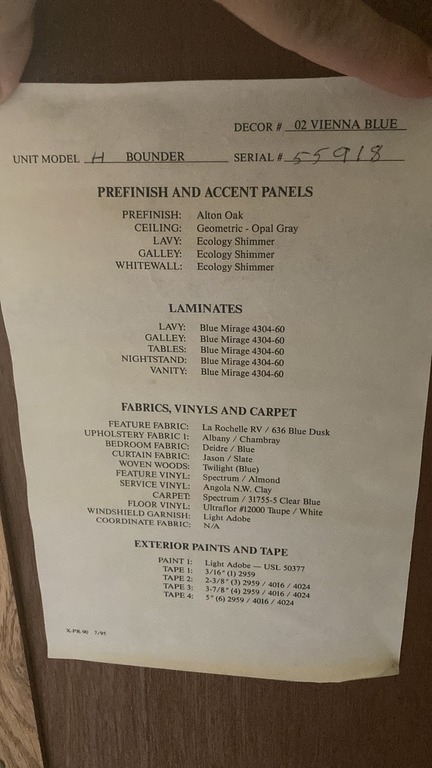 DECOR # 02 VIENNA BLUE
UNIT MODEL H BOUNDER SERIAL # 55918
PREFINISH AND ACCENT PANELS
PREFINISH: Alton Oak
CEILING: Geometric - Opal Gray
LAVY: Ecology Shimmer
GALLEY: Ecology Shimmer
WHITEWALL: Ecology Shimmer
LAMINATES
LAVY: Blue Mirage 4304-60
GALLEY: Blue Mirage 4304-60
TABLES: Blue Mirage 4304-60
NIGHTSTAND: Blue Mirage 4304-60
VANITY: Blue Mirage 4304-60
FABRICS, VINYLS AND CARPET
FEATURE FABRIC: La Rochelle RV / 636 Blue Dusk
UPHOLSTERY FABRIC 1: Albany / Chambray
BEDROOM FABRIC: Deidre / Blue
CURTAIN FABRIC: Jason / Slate
WOVEN WOODS: Twilight (Blue)
FEATURE VINYL: Spectrum / Almond
SERVICE VINYL: Angola N.W. Clay
CARPET: Spectrum / 31755-5 Clear Blue
FLOOR VINYL: Ultraflor #12000 Taupe / White
WINDSHIELD GARNISH: Light Adobe
COORDINATE FABRIC: N/A
EXTERIOR PAINTS AND TAPE
PAINT 1: Light Adobe — USL 50377
TAPE 1: 3/16" (1) 2959
TAPE 2: 2-3/8" (3) 2959 / 4016 / 4024
TAPE 3: 3-7/8" (4) 2959 / 4016 / 4024
TAPE 4: 5" (6) 2959 / 4016 / 4024
X-PR-90 7/95